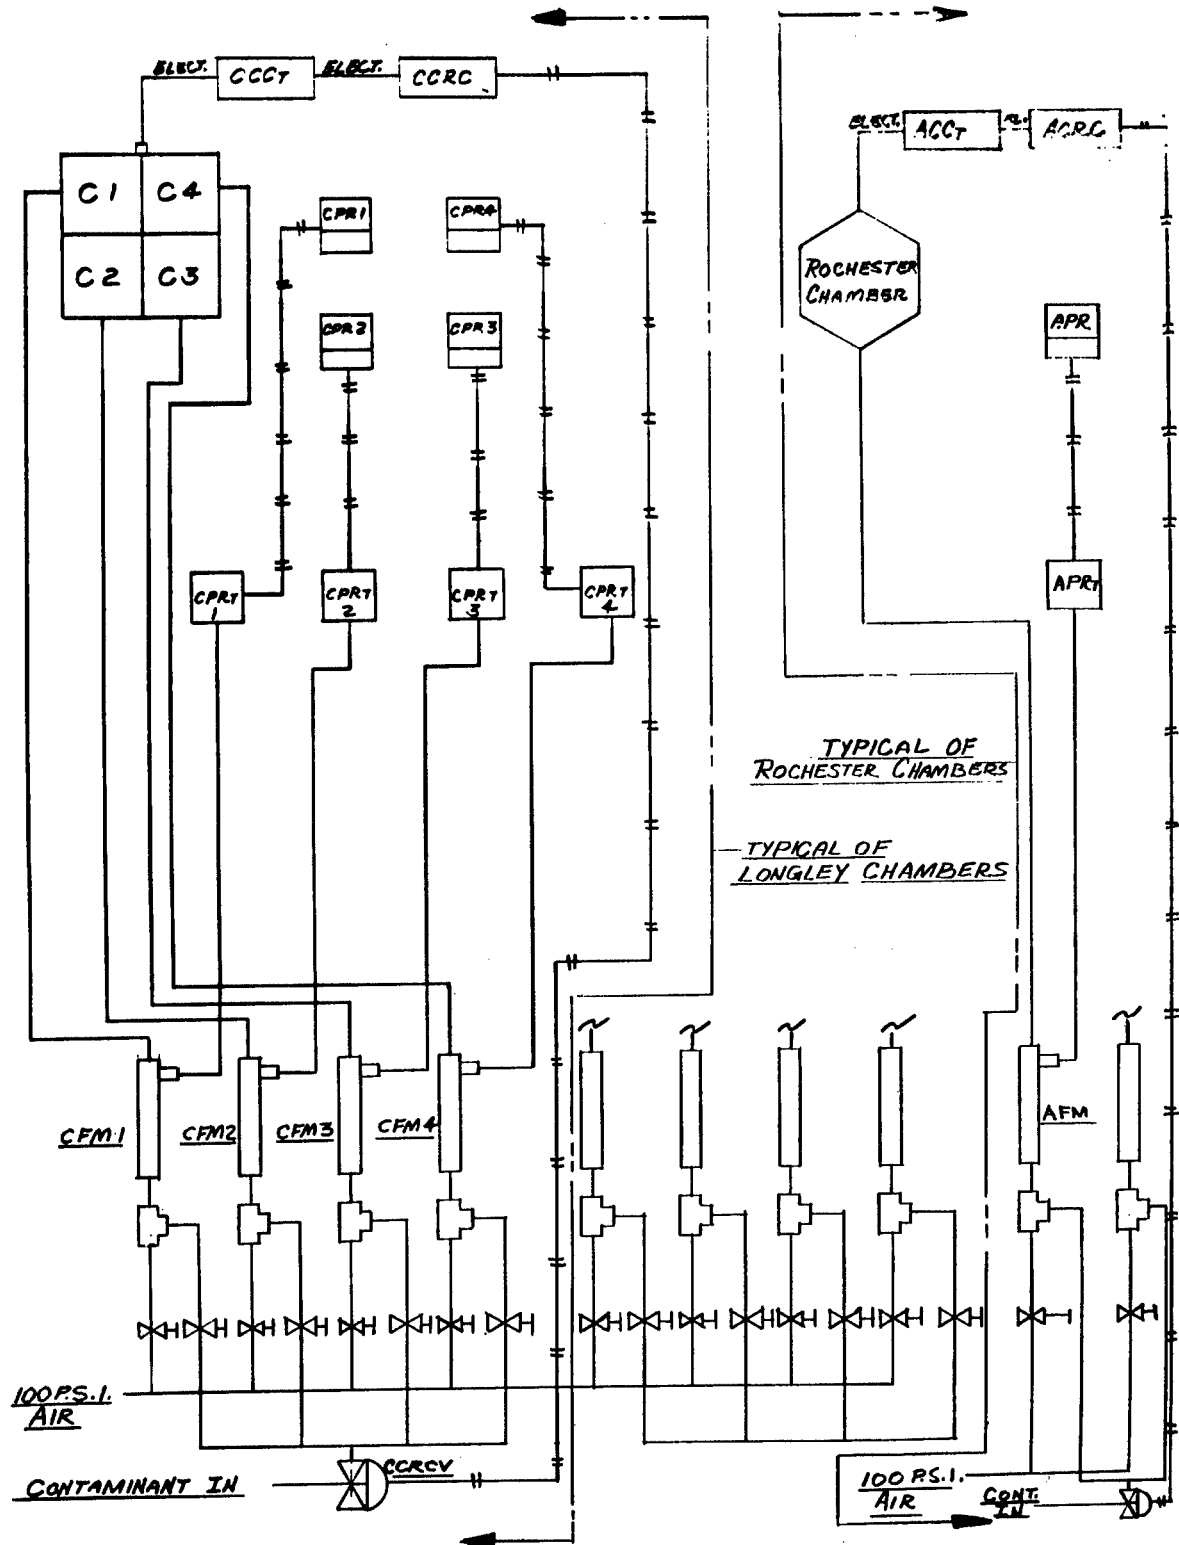 ELECT.
CCCT
ELECT.
CCRC
ELECT.
ACCT
EL.
ACRC
C1
C4
C2
C3
CPR1
CPR4
CPR2
CPR3
ROCHESTER
CHAMBER
APR
CPRT
1
CPRT
2
CPRT
3
CPRT
4
APRT
TYPICAL OF
ROCHESTER CHAMBERS
TYPICAL OF
LONGLEY CHAMBERS
CFM1
CFM2
CFM3
CFM4
AFM
100 P.S.I.
AIR
CONTAMINANT IN
CCRCV
100 P.S.I.
AIR
CONT.
IN